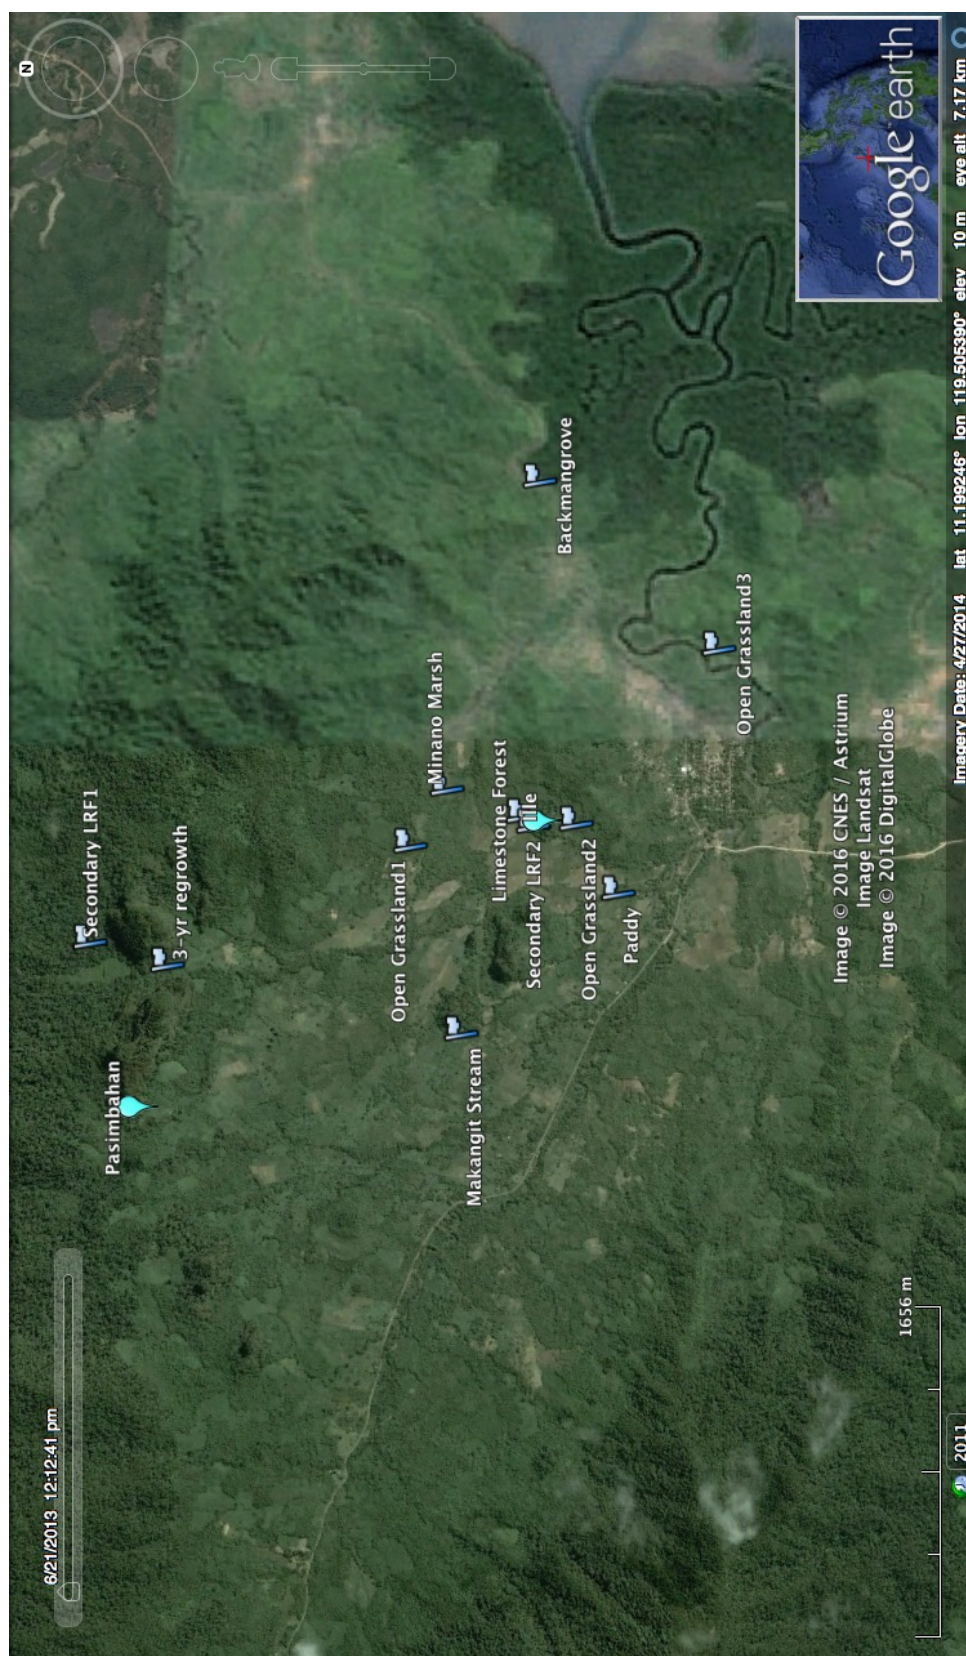 6/21/2013 12:12:41 pm
N
Secondary LRF1
3-yr regrowth
Pasimbahan
Minano Marsh
Open Grassland1
Backmangrove
Limestone Forest
Ille
Secondary LRF2
Makangit Stream
Open Grassland2
Paddy
Open Grassland3
Image © 2016 CNES / Astrium
Image Landsat
Image © 2016 DigitalGlobe
Google earth
1656 m
2011
Imagery Date: 4/27/2014 lat 11.199246° lon 119.505390° elev 10 m eye alt 7.17 km